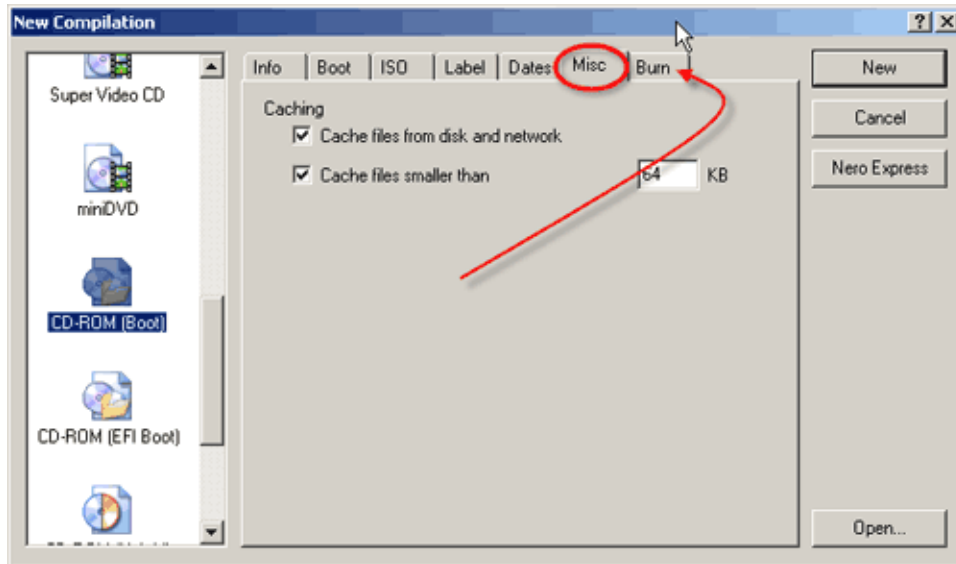 New Compilation
Super Video CD
miniDVD
CD-ROM (Boot)
CD-ROM (EFI Boot)
Info Boot ISO Label Dates Misc Burn
Caching
Cache files from disk and network
Cache files smaller than 64 KB
New
Cancel
Nero Express
Open...